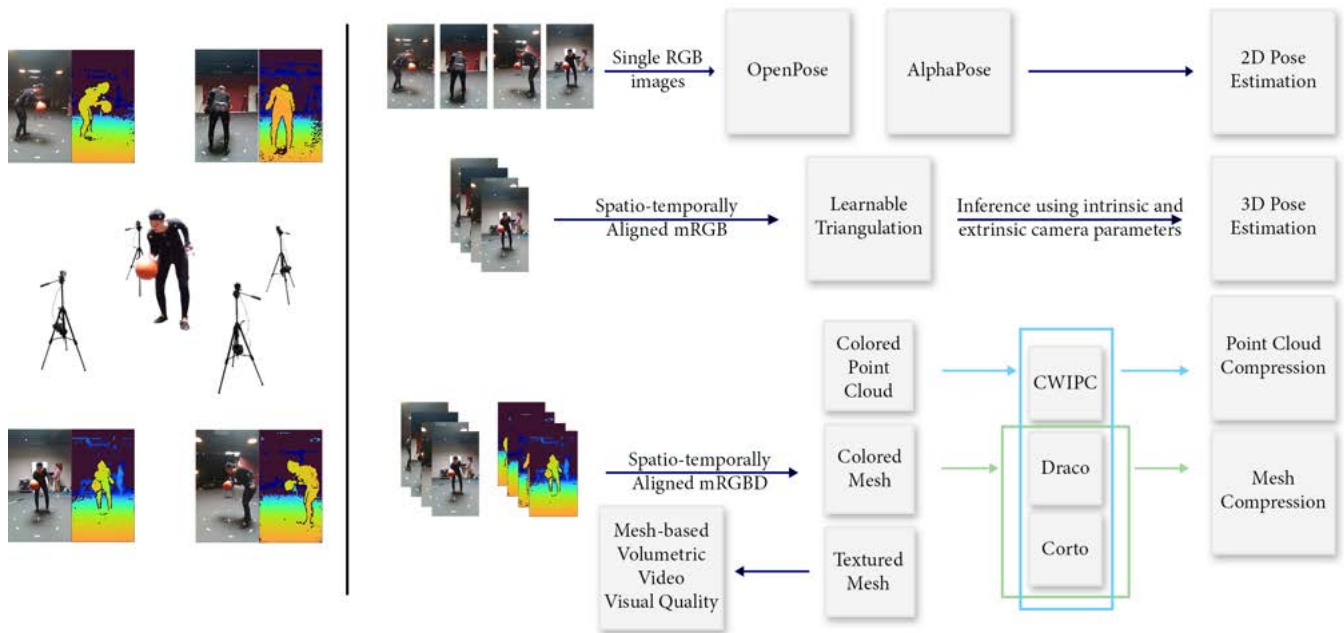 Single RGB
images
OpenPose
AlphaPose
2D Pose
Estimation
Spatio-temporally
Aligned mRGB
Learnable
Triangulation
Inference using intrinsic and
extrinsic camera parameters
3D Pose
Estimation
Colored
Point
Cloud
CWIPC
Point Cloud
Compression
Spatio-temporally
Aligned mRGBD
Colored
Mesh
Draco
Mesh
Compression
Mesh-based
Volumetric
Video
Visual Quality
Textured
Mesh
Corto